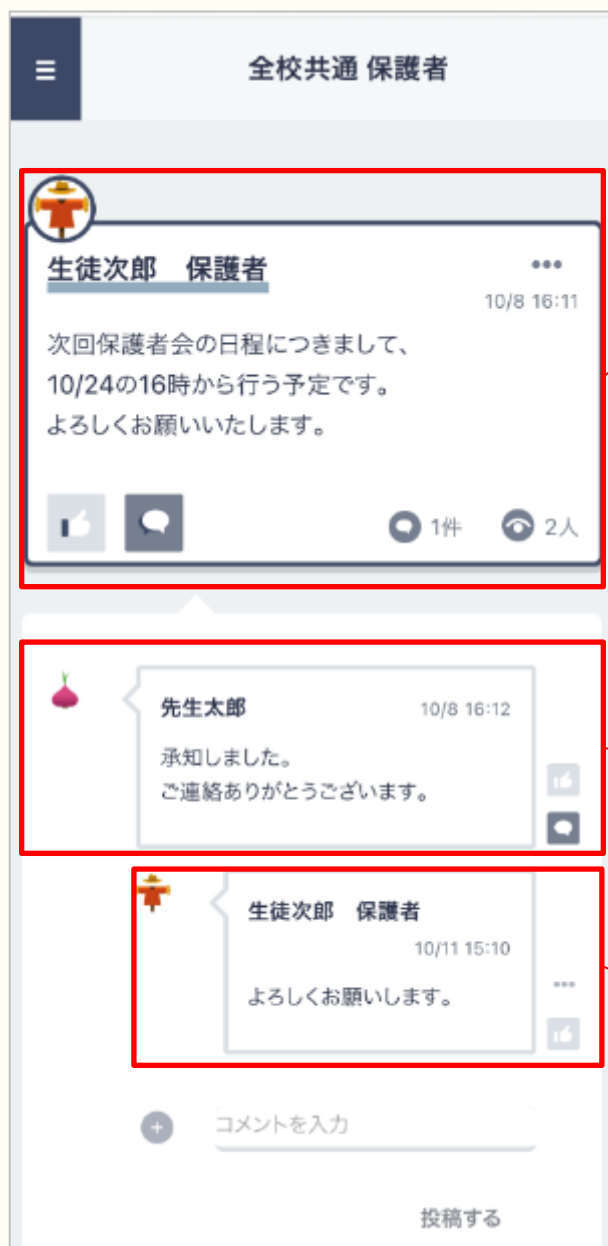 全校共通 保護者
生徒次郎　保護者
10/8 16:11
次回保護者会の日程につきまして、
10/24の16時から行う予定です。
よろしくお願いいたします。
1件
2人
先生太郎
10/8 16:12
承知しました。
ご連絡ありがとうございます。
生徒次郎　保護者
10/11 15:10
よろしくお願いします。
コメントを入力
投稿する